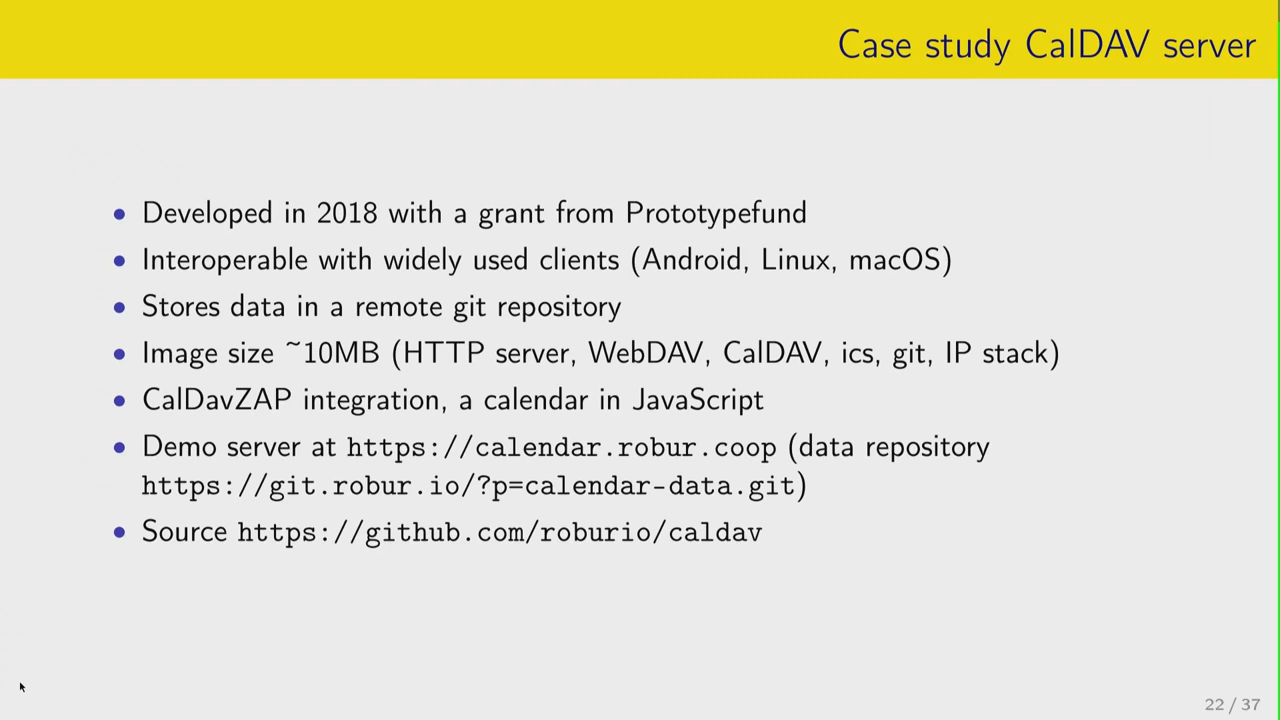 Case study CalDAV server
• Developed in 2018 with a grant from Prototypefund
• Interoperable with widely used clients (Android, Linux, macOS)
• Stores data in a remote git repository
• Image size ~10MB (HTTP server, WebDAV, CalDAV, ics, git, IP stack)
• CalDavZAP integration, a calendar in JavaScript
• Demo server at https://calendar.robur.coop (data repository
https://git.robur.io/?p=calendar-data.git)
• Source https://github.com/roburio/caldav
22 / 37